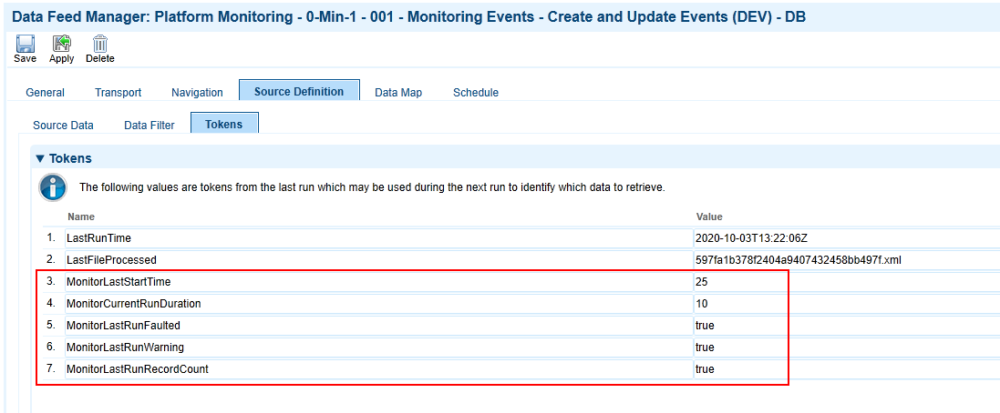 Data Feed Manager: Platform Monitoring - 0-Min-1 - 001 - Monitoring Events - Create and Update Events (DEV) - DB
Save Apply Delete
General Transport Navigation Source Definition Data Map Schedule
Source Data Data Filter Tokens
Tokens
The following values are tokens from the last run which may be used during the next run to identify which data to retrieve.
Name Value
1. LastRunTime 2020-10-03T13:22:06Z
2. LastFileProcessed 597fa1b378f2404a9407432458bb497f.xml
3. MonitorLastStartTime 25
4. MonitorCurrentRunDuration 10
5. MonitorLastRunFaulted true
6. MonitorLastRunWarning true
7. MonitorLastRunRecordCount true